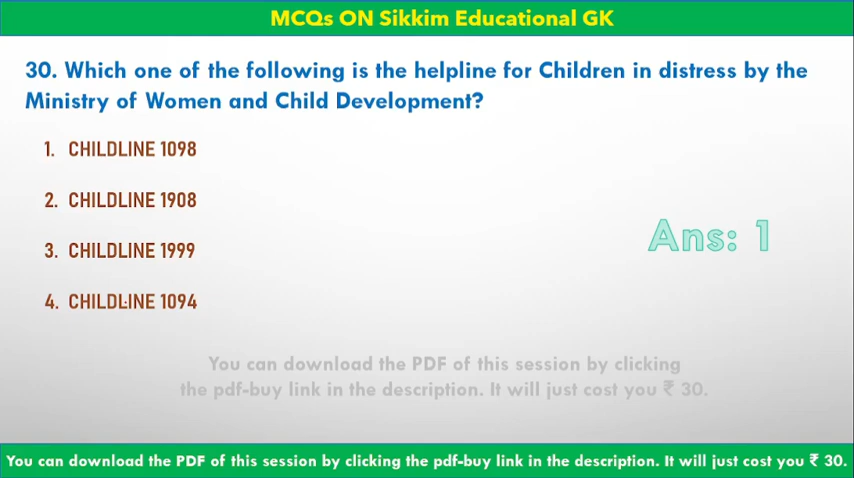 MCQs ON Sikkim Educational GK
30. Which one of the following is the helpline for Children in distress by the
Ministry of Women and Child Development?
1. CHILDLINE 1098
2. CHILDLINE 1908
3. CHILDLINE 1999
4. CHILDLINE 1094
Ans: 1
You can download the PDF of this session by clicking
the pdf-buy link in the description. It will just cost you ₹ 30.
You can download the PDF of this session by clicking the pdf-buy link in the description. It will just cost you ₹ 30.